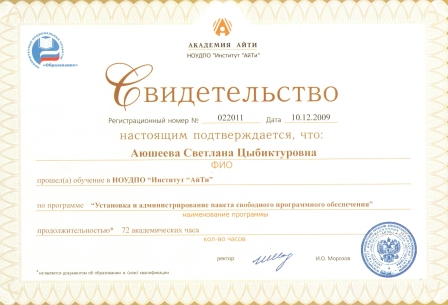 «Образование»
АКАДЕМИЯ АЙТИ
НОУДПО "Институт "АйТи"
Свидетельство
Регистрационный номер № 022011 Дата 10.12.2009
настоящим подтверждается, что:
Аюшеева Светлана Цыбиктуровна
ФИО
прошел(а) обучение в НОУДПО "Институт "АйТи"
по программе "Установка и администрирование пакета свободного программного обеспечения"
наименование программы
продолжительностью* 72 академических часа
кол-во часов
ректор И.О. Морозов
*не является документом об образовании и (или) квалификации